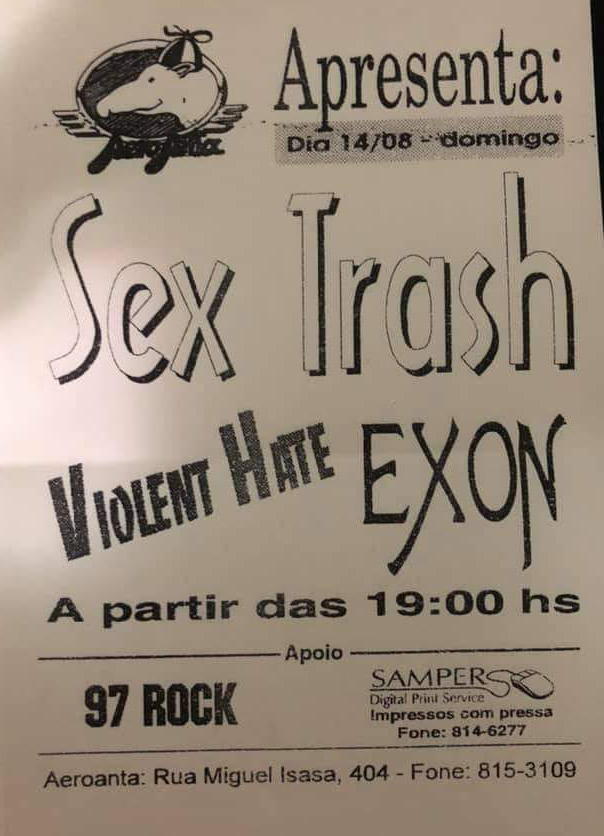 Aeroanta
Apresenta:
Dia 14/08 - domingo
Sex Trash
VIOLENT HATE
EXON
A partir das 19:00 hs
Apoio
97 ROCK
SAMPER
Digital Print Service
Impressos com pressa
Fone: 814-6277
Aeroanta: Rua Miguel Isasa, 404 - Fone: 815-3109